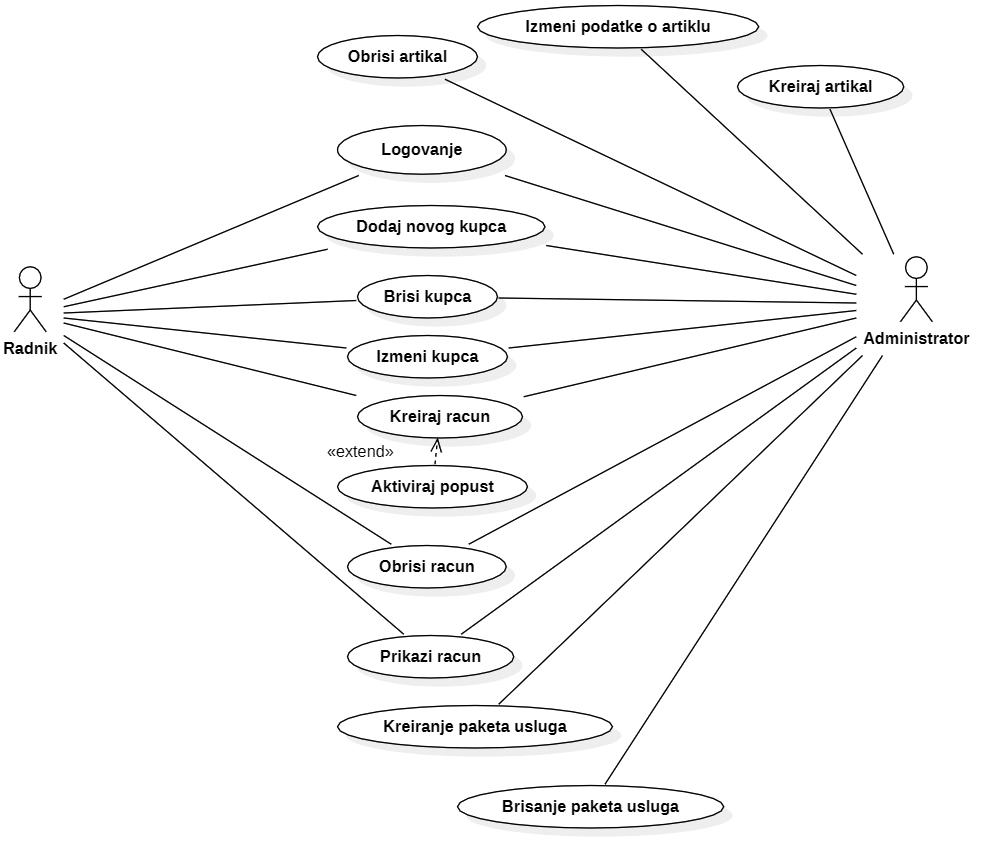 Izmeni podatke o artiklu
Obrisi artikal
Kreiraj artikal
Logovanje
Dodaj novog kupca
Brisi kupca
Radnik
Administrator
Izmeni kupca
Kreiraj racun
«extend»
Aktiviraj popust
Obrisi racun
Prikazi racun
Kreiranje paketa usluga
Brisanje paketa usluga